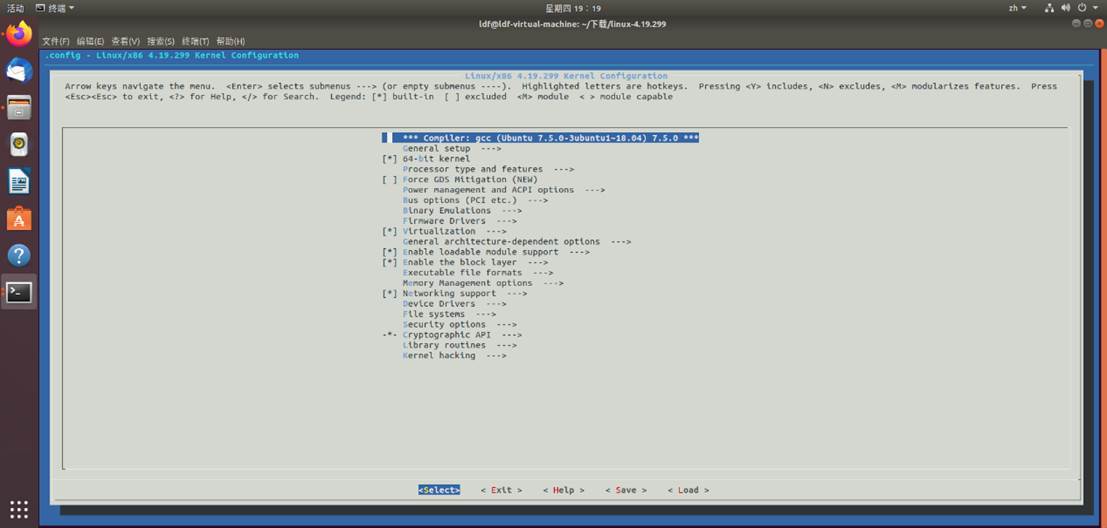 活动 终端 星期四 19：19 zh
ldf@ldf-virtual-machine: ~/下载/linux-4.19.299
文件(F) 编辑(E) 查看(V) 搜索(S) 终端(T) 帮助(H)
.config - Linux/x86 4.19.299 Kernel Configuration
Linux/x86 4.19.299 Kernel Configuration
Arrow keys navigate the menu. <Enter> selects submenus ---> (or empty submenus ----). Highlighted letters are hotkeys. Pressing <Y> includes, <N> excludes, <M> modularizes features. Press
<Esc><Esc> to exit, <?> for Help, </> for Search. Legend: [*] built-in [ ] excluded <M> module < > module capable
*** Compiler: gcc (Ubuntu 7.5.0-3ubuntu1~18.04) 7.5.0 ***
General setup --->
[*] 64-bit kernel
Processor type and features --->
[ ] Force GDS Mitigation (NEW)
Power management and ACPI options --->
Bus options (PCI etc.) --->
Binary Emulations --->
Firmware Drivers --->
[*] Virtualization --->
General architecture-dependent options --->
[*] Enable loadable module support --->
[*] Enable the block layer --->
Executable file formats --->
Memory Management options --->
[*] Networking support --->
Device Drivers --->
File systems --->
Security options --->
-*- Cryptographic API --->
Library routines --->
Kernel hacking --->
<Select> < Exit > < Help > < Save > < Load >